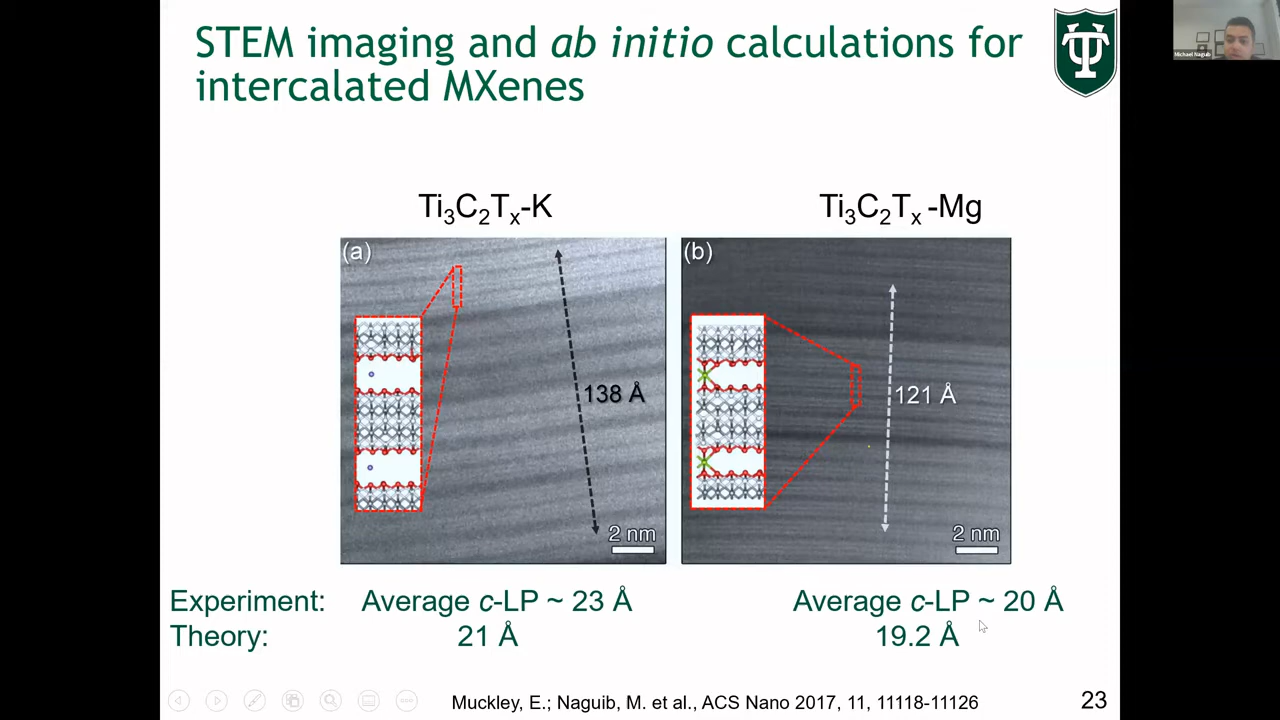 STEM imaging and ab initio calculations for
intercalated MXenes
Michael Naguib
Ti₃C₂Tₓ-K
Ti₃C₂Tₓ -Mg
(a)
(b)
138 Å
121 Å
2 nm
2 nm
Experiment: Average c-LP ~ 23 Å Average c-LP ~ 20 Å
Theory: 21 Å 19.2 Å
Muckley, E.; Naguib, M. et al., ACS Nano 2017, 11, 11118-11126
23